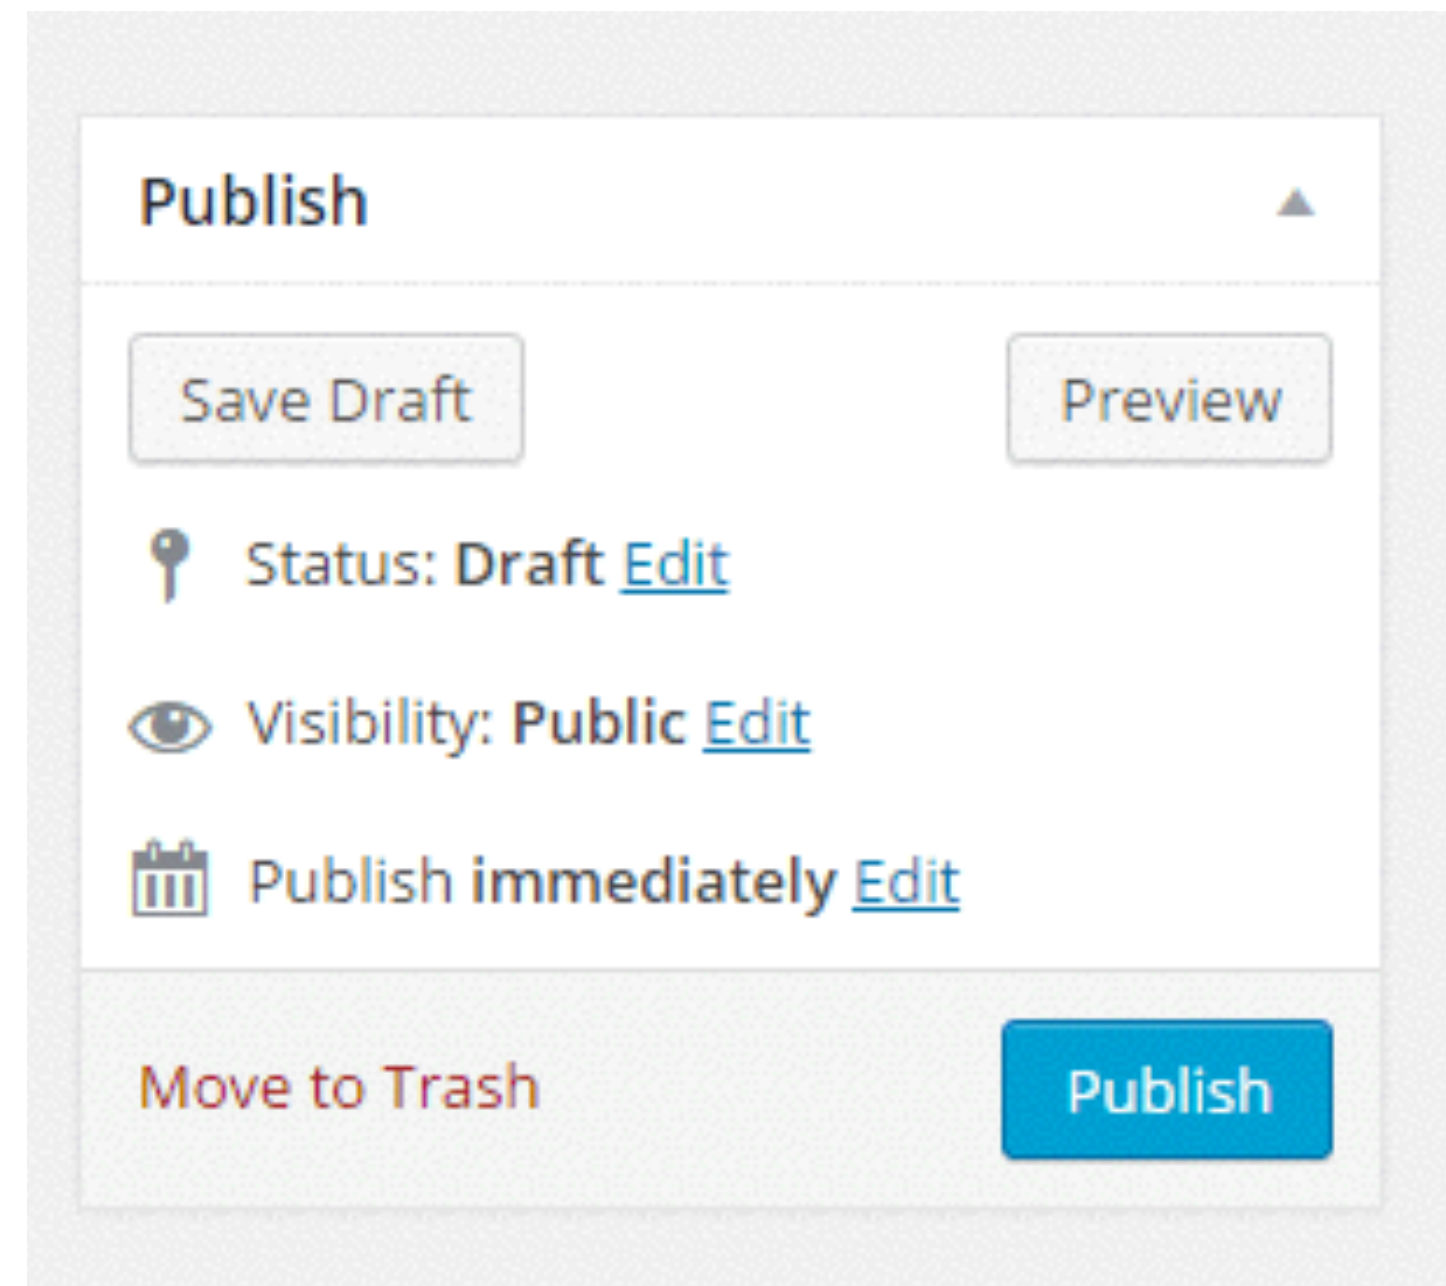 Publish
Save Draft Preview
Status: Draft Edit
Visibility: Public Edit
Publish immediately Edit
Move to Trash Publish